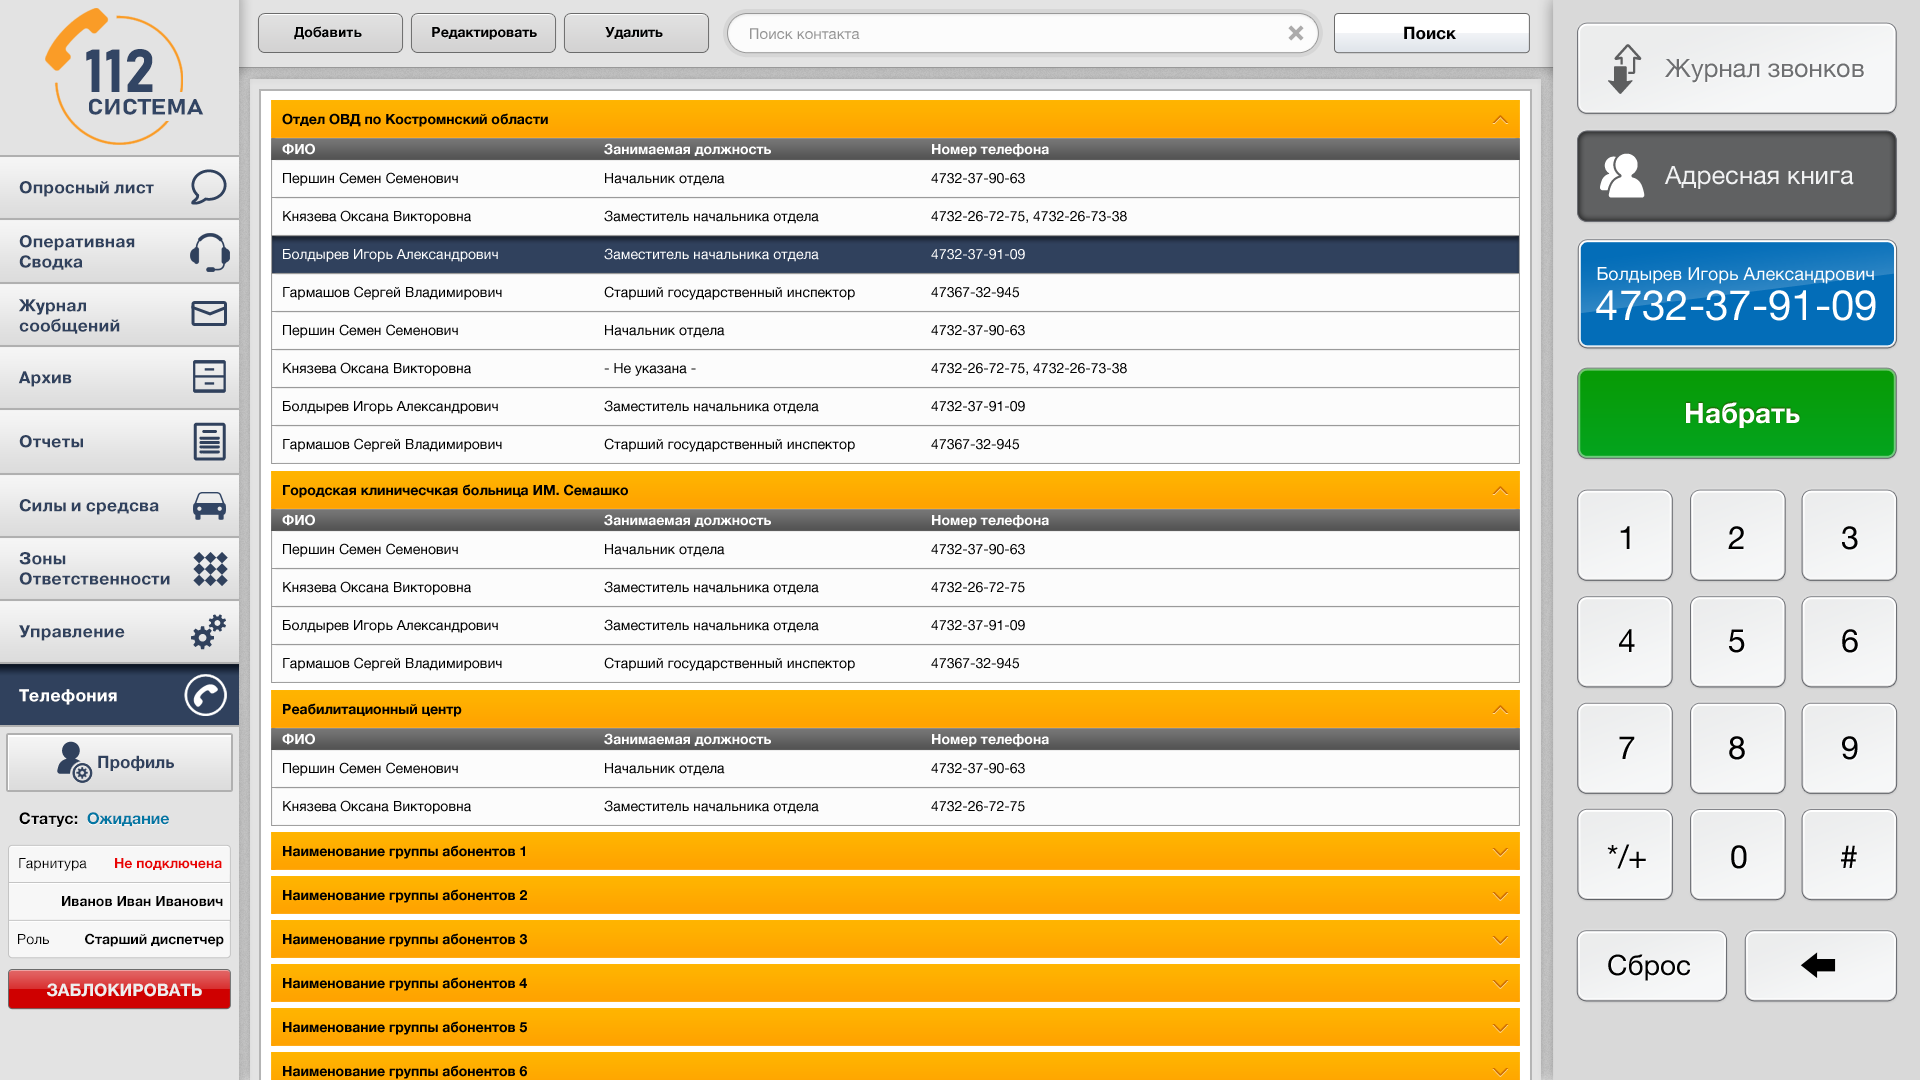 112
СИСТЕМА
Опросный лист
Оперативная
Сводка
Журнал
сообщений
Архив
Отчеты
Силы и средсва
Зоны
Ответственности
Управление
Телефония
Профиль
Статус: Ожидание
Гарнитура Не подключена
Иванов Иван Иванович
Роль Старший диспетчер
ЗАБЛОКИРОВАТЬ
Добавить Редактировать Удалить Поиск контакта Поиск
Отдел ОВД по Костромнский области
ФИО Занимаемая должность Номер телефона
Першин Семен Семенович Начальник отдела 4732-37-90-63
Князева Оксана Викторовна Заместитель начальника отдела 4732-26-72-75, 4732-26-73-38
Болдырев Игорь Александрович Заместитель начальника отдела 4732-37-91-09
Гармашов Сергей Владимирович Старший государственный инспектор 47367-32-945
Першин Семен Семенович Начальник отдела 4732-37-90-63
Князева Оксана Викторовна - Не указана - 4732-26-72-75, 4732-26-73-38
Болдырев Игорь Александрович Заместитель начальника отдела 4732-37-91-09
Гармашов Сергей Владимирович Старший государственный инспектор 47367-32-945
Городская клиничесчкая больница ИМ. Семашко
ФИО Занимаемая должность Номер телефона
Першин Семен Семенович Начальник отдела 4732-37-90-63
Князева Оксана Викторовна Заместитель начальника отдела 4732-26-72-75
Болдырев Игорь Александрович Заместитель начальника отдела 4732-37-91-09
Гармашов Сергей Владимирович Старший государственный инспектор 47367-32-945
Реабилитационный центр
ФИО Занимаемая должность Номер телефона
Першин Семен Семенович Начальник отдела 4732-37-90-63
Князева Оксана Викторовна Заместитель начальника отдела 4732-26-72-75
Наименование группы абонентов 1
Наименование группы абонентов 2
Наименование группы абонентов 3
Наименование группы абонентов 4
Наименование группы абонентов 5
Наименование группы абонентов 6
Журнал звонков
Адресная книга
Болдырев Игорь Александрович
4732-37-91-09
Набрать
1 2 3
4 5 6
7 8 9
*/+ 0 #
Сброс